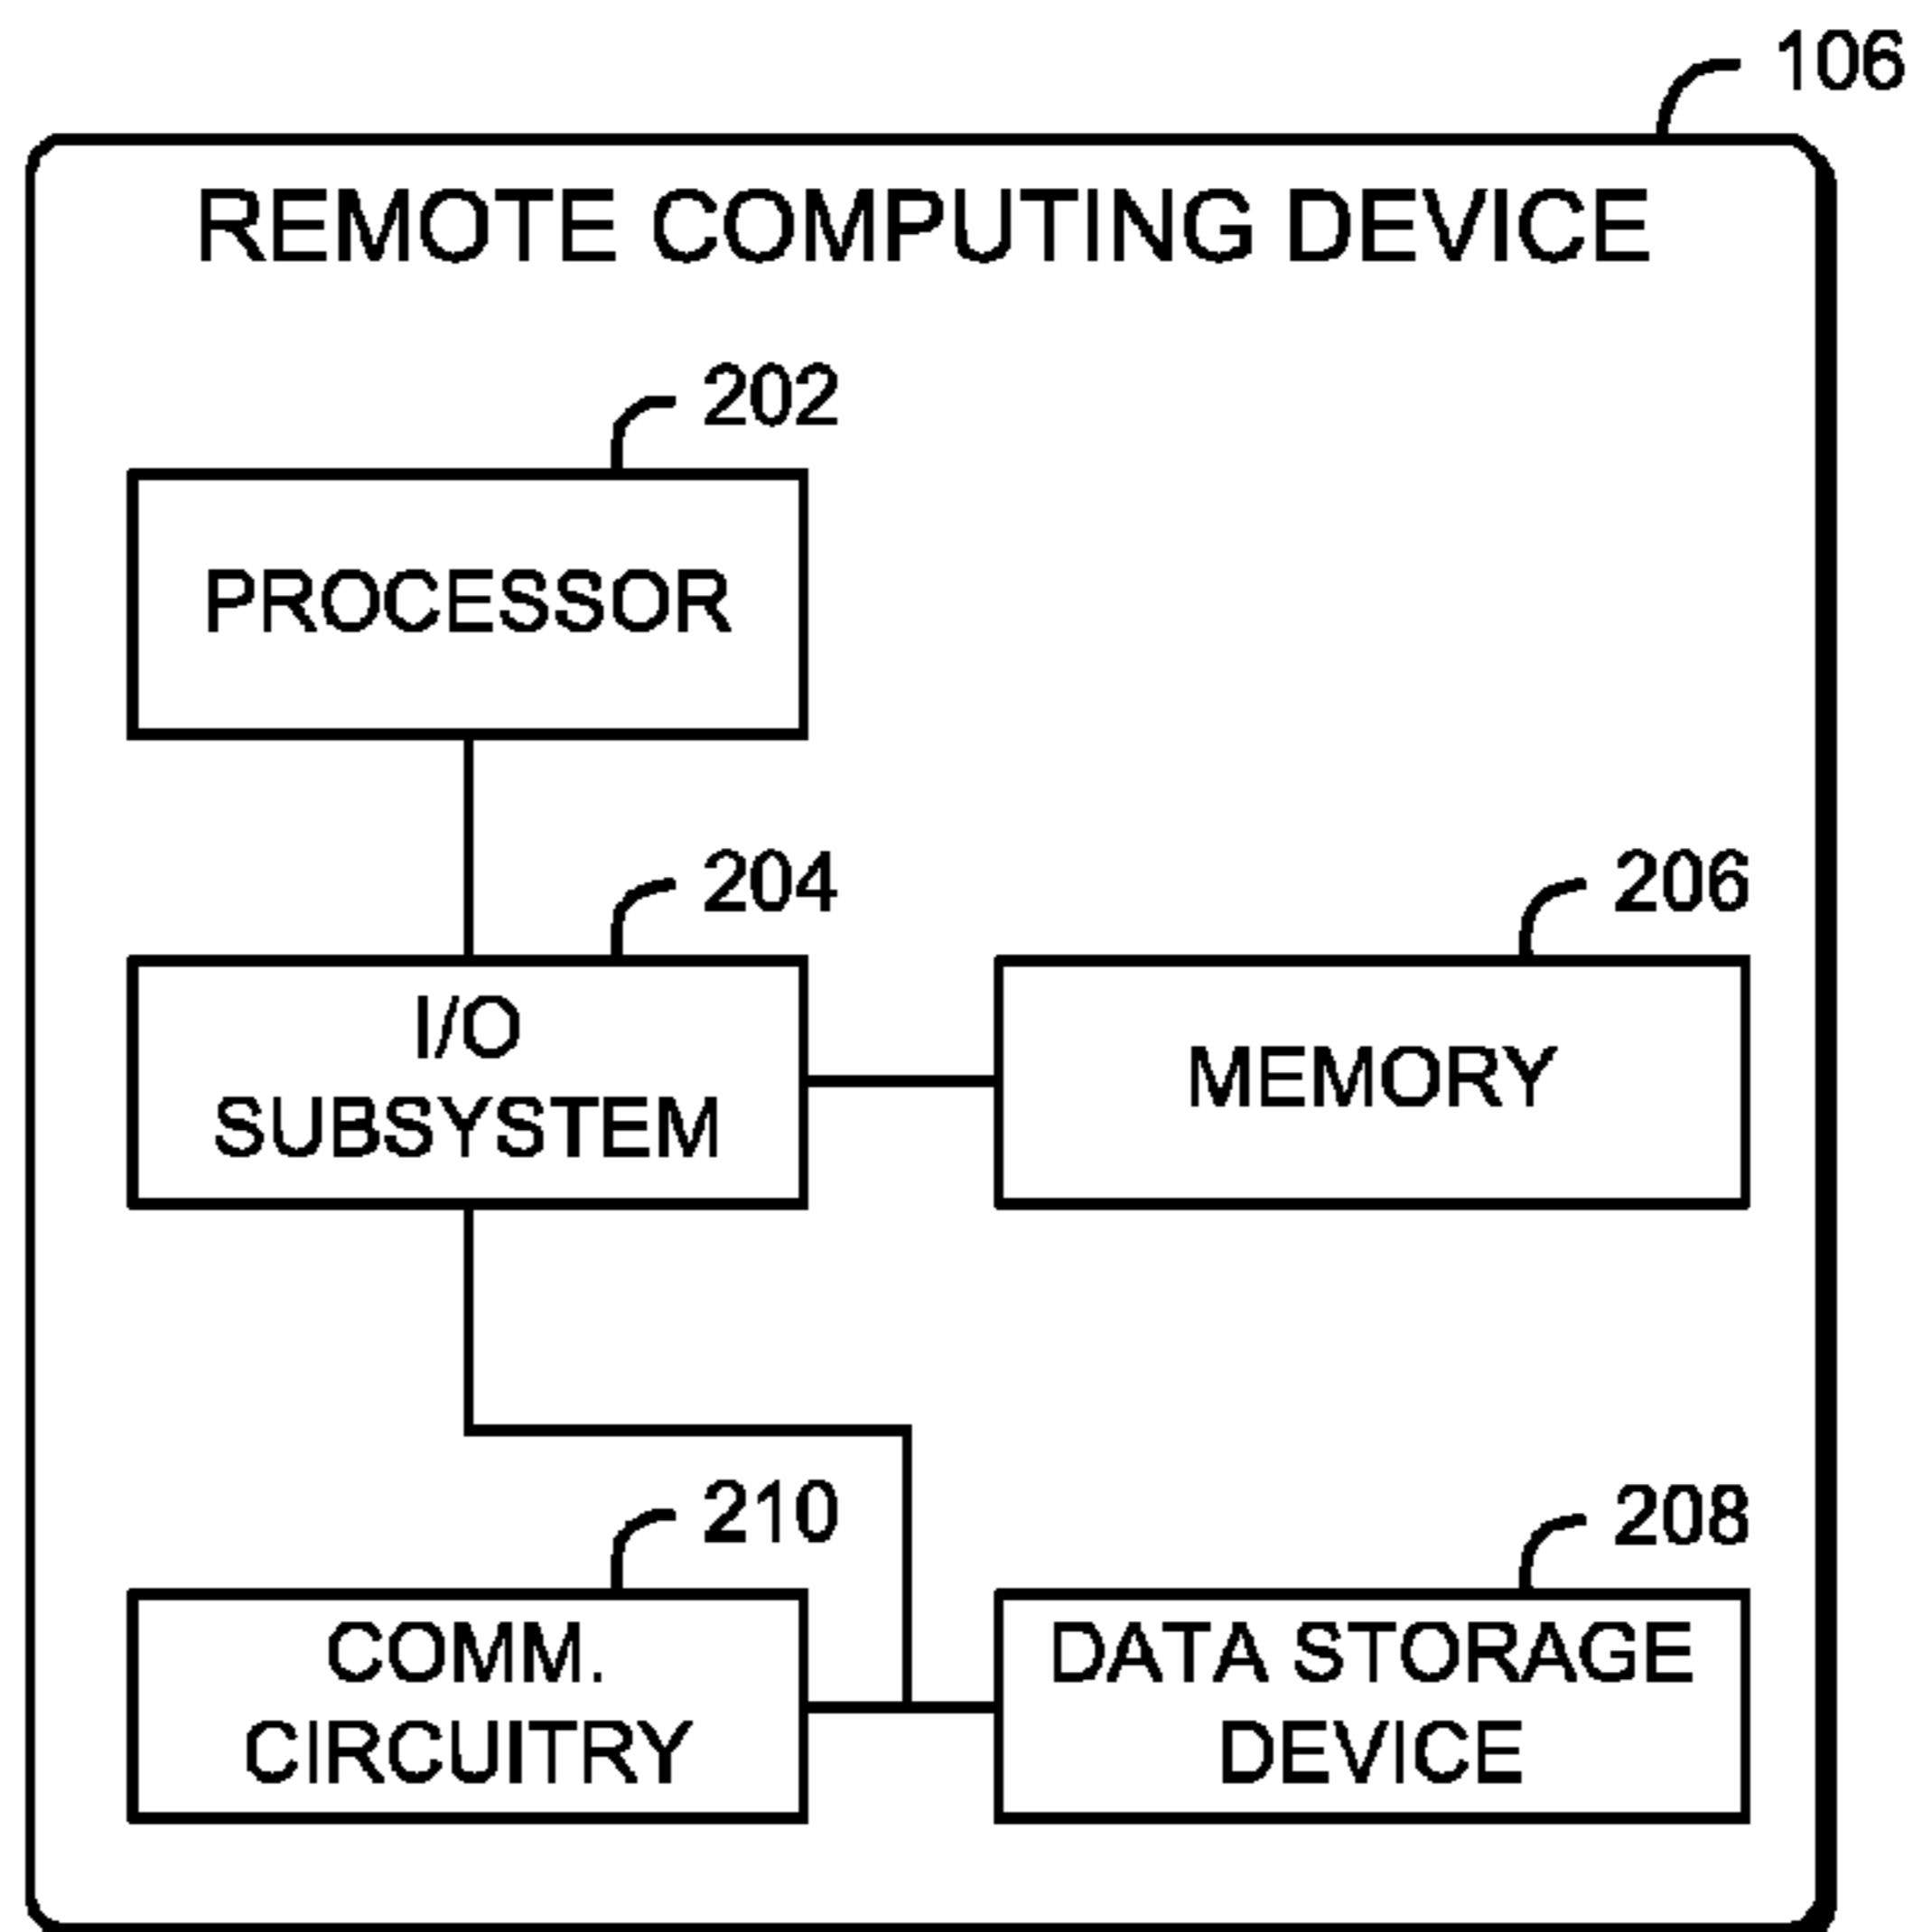 106
REMOTE COMPUTING DEVICE
202
PROCESSOR
204
I/O
SUBSYSTEM
206
MEMORY
210
COMM.
CIRCUITRY
208
DATA STORAGE
DEVICE